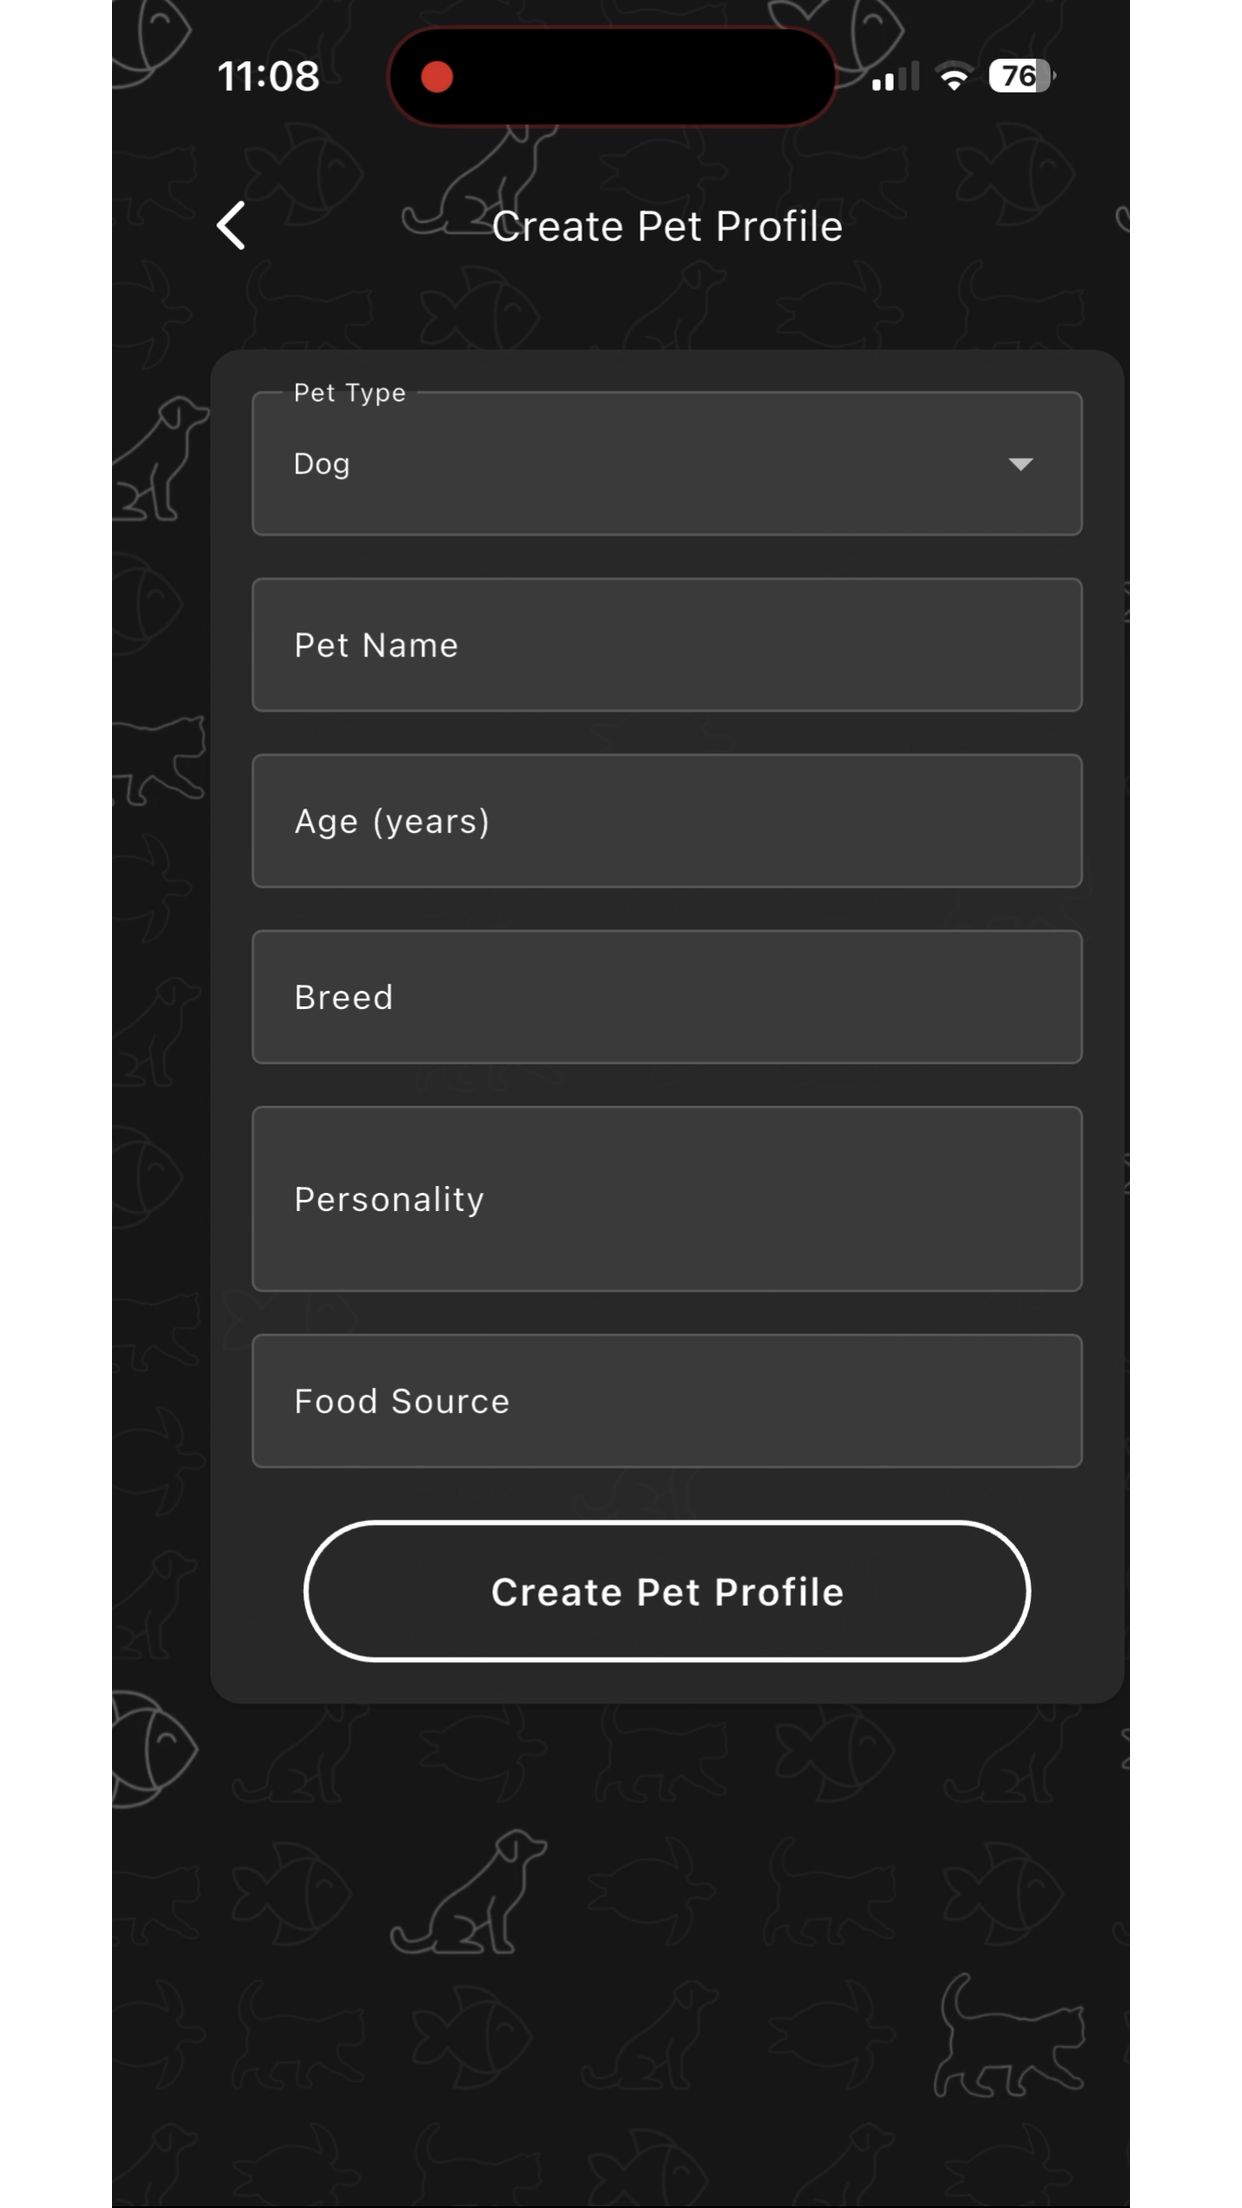 11:08
76
Create Pet Profile
Pet Type
Dog
Pet Name
Age (years)
Breed
Personality
Food Source
Create Pet Profile